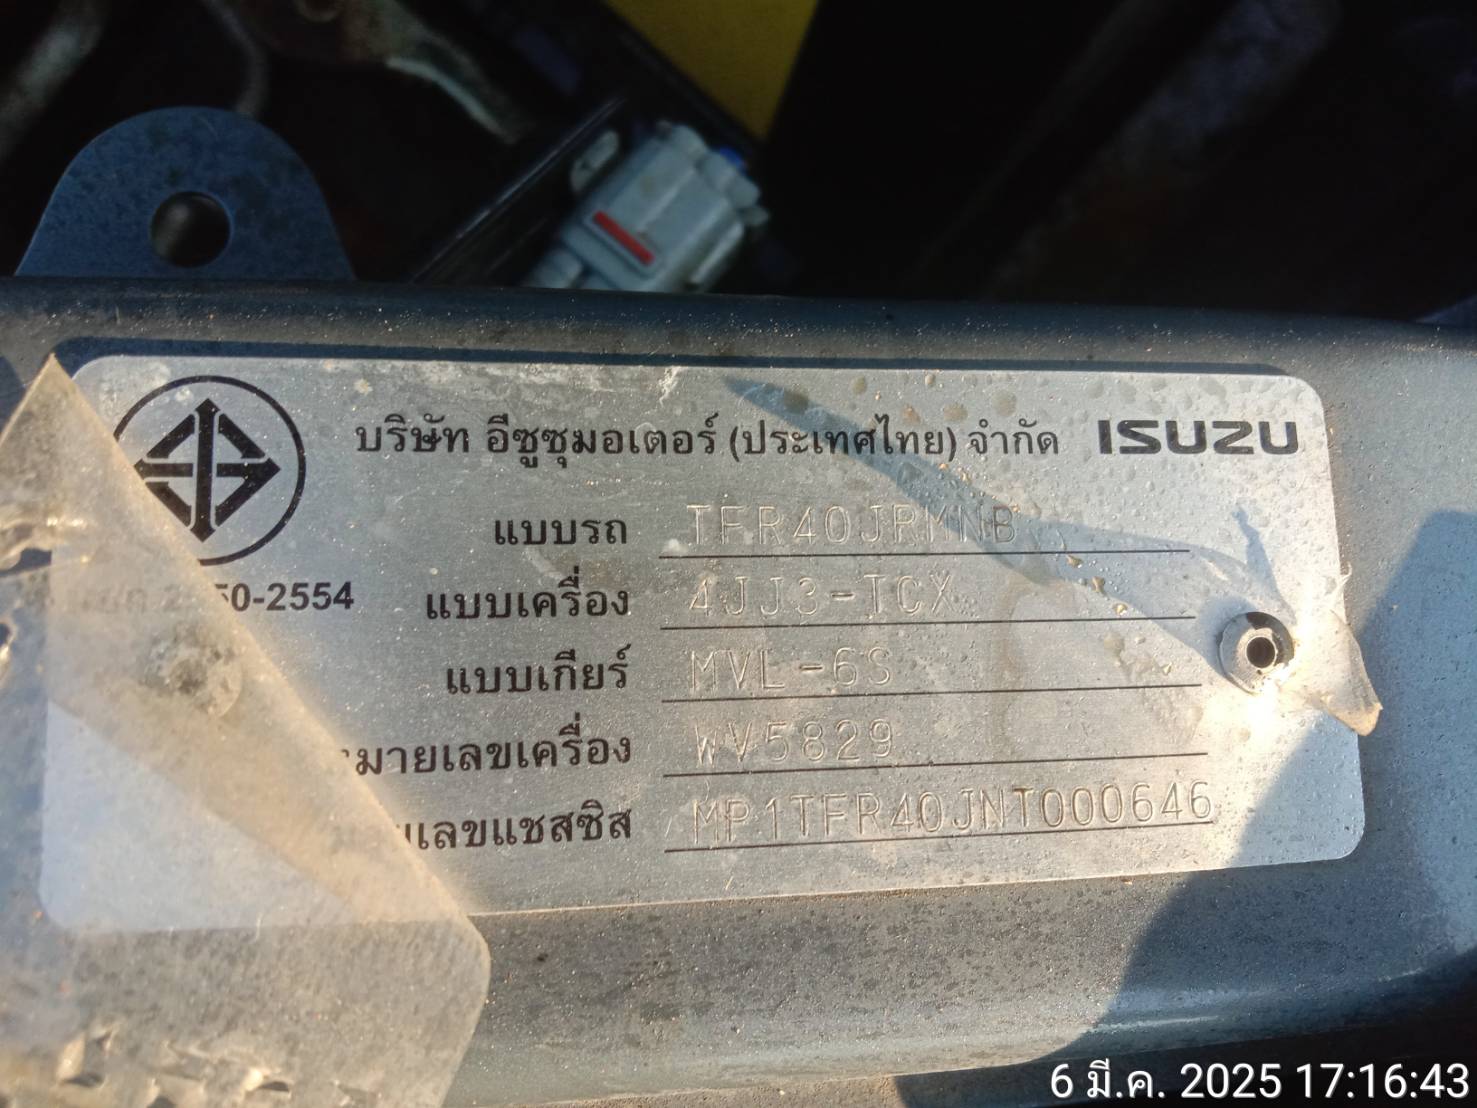 บริษัท อีซูซุมอเตอร์ (ประเทศไทย) จำกัด ISUZU
แบบรถ TFR40JRMNB
50-2554
แบบเครื่อง 4JJ3-TCX
แบบเกียร์ MVL-6S
หมายเลขเครื่อง WV5829
เลขแชสซิส MP1TFR40JNT000646
6 มี.ค. 2025 17:16:43